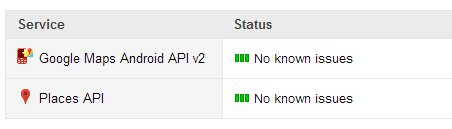 Service Status
Google Maps Android API v2 No known issues
Places API No known issues